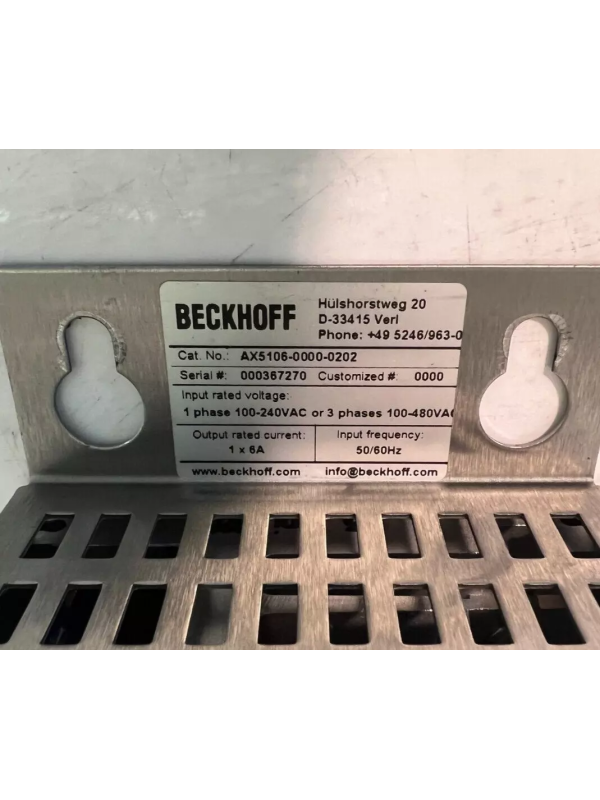 BECKHOFF
Hülshorstweg 20
D-33415 Verl
Phone: +49 5246/963-0
Cat. No.: AX5106-0000-0202
Serial #: 000367270 Customized #: 0000
Input rated voltage:
1 phase 100-240VAC or 3 phases 100-480VAC
Output rated current: Input frequency:
1 x 6A 50/60Hz
www.beckhoff.com info@beckhoff.com